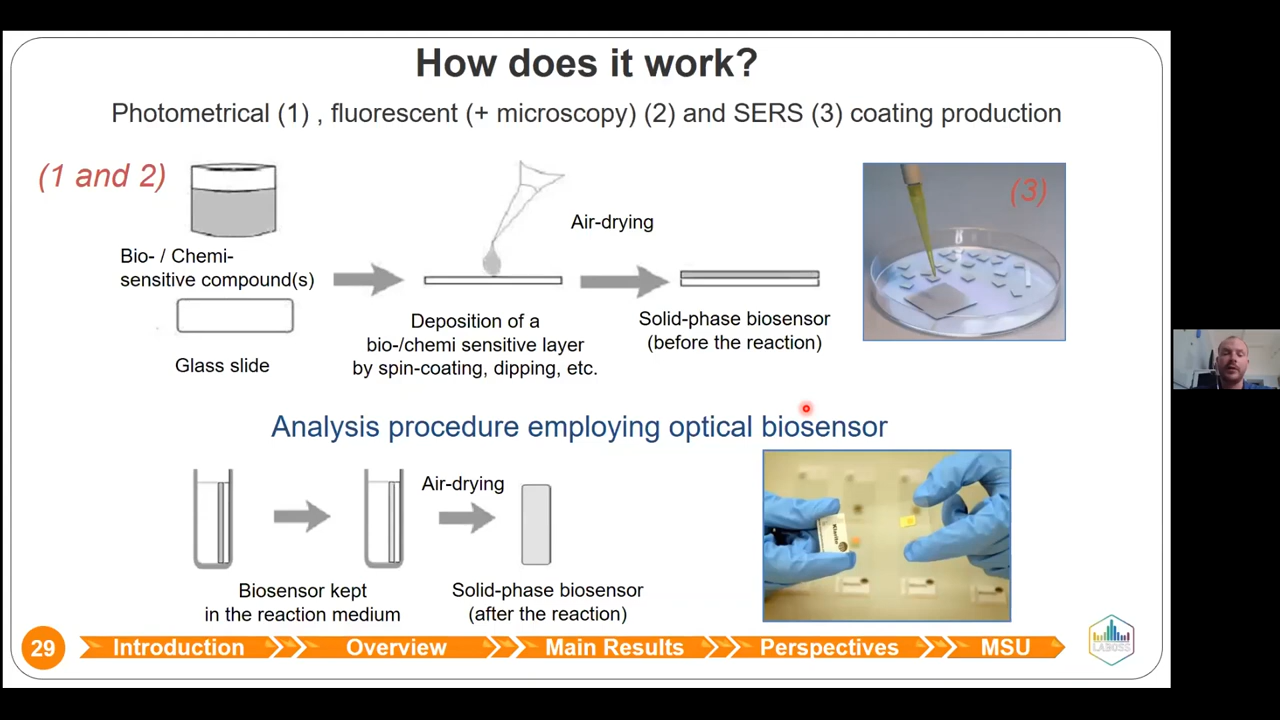 How does it work?
Photometrical (1) , fluorescent (+ microscopy) (2) and SERS (3) coating production
(1 and 2)
Bio- / Chemi-
sensitive compound(s)
Glass slide
Deposition of a
bio-/chemi sensitive layer
by spin-coating, dipping, etc.
Air-drying
Solid-phase biosensor
(before the reaction)
(3)
Analysis procedure employing optical biosensor
Biosensor kept
in the reaction medium
Air-drying
Solid-phase biosensor
(after the reaction)
Klarite
29
Introduction
Overview
Main Results
Perspectives
MSU
LABOSS